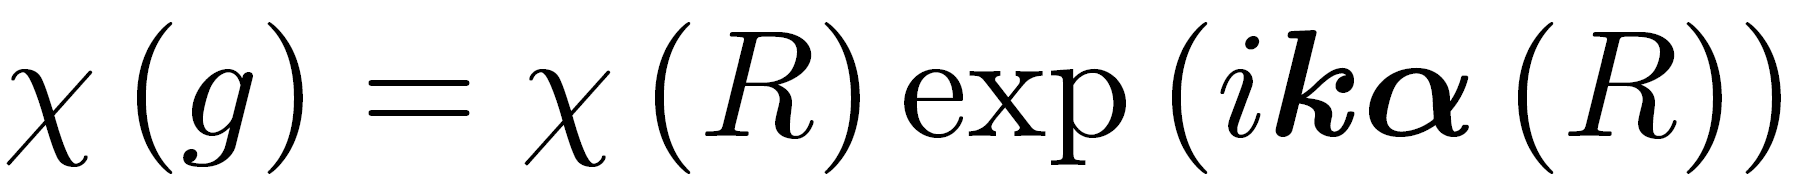 χ (g) = χ (R) exp (i𝒌𝜶 (R))